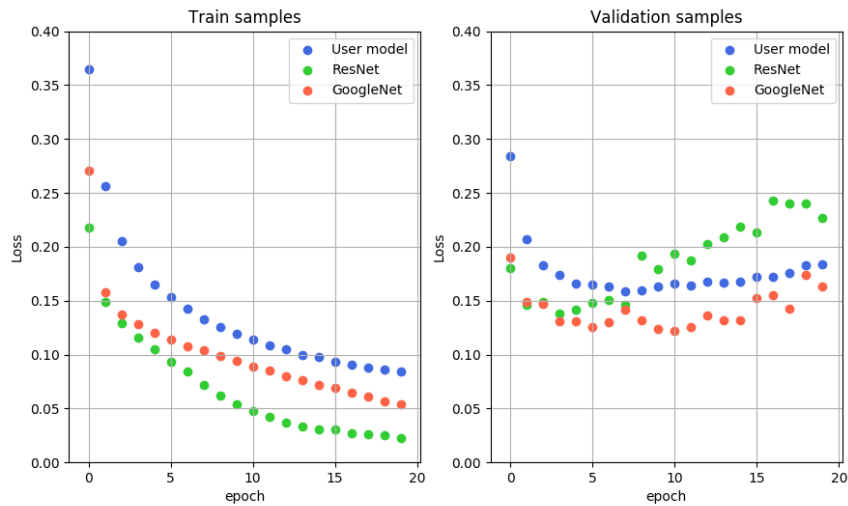 Train samples
Loss
0.40
0.35
0.30
0.25
0.20
0.15
0.10
0.05
0.00
User model
ResNet
GoogleNet
0
5
10
15
20
epoch
Validation samples
Loss
0.40
0.35
0.30
0.25
0.20
0.15
0.10
0.05
0.00
User model
ResNet
GoogleNet
0
5
10
15
20
epoch